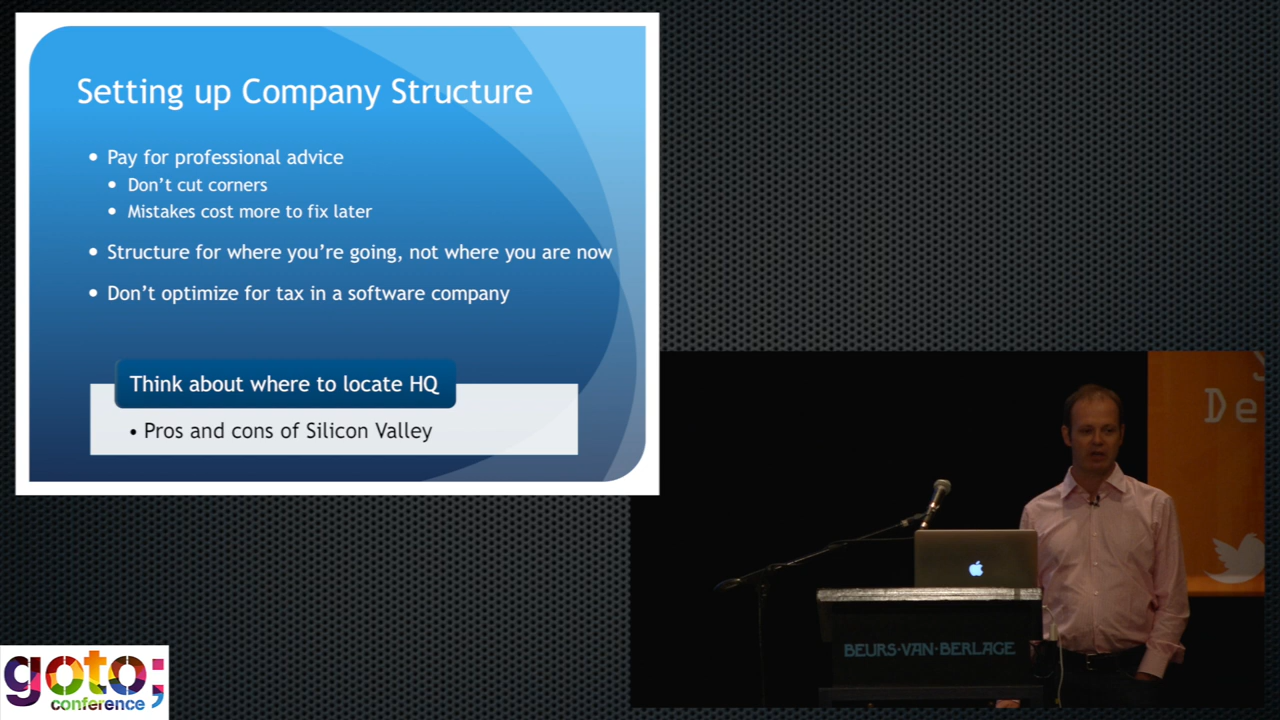 Setting up Company Structure
• Pay for professional advice
• Don't cut corners
• Mistakes cost more to fix later
• Structure for where you're going, not where you are now
• Don't optimize for tax in a software company
Think about where to locate HQ
• Pros and cons of Silicon Valley
De
BEURS·VAN·BERLAGE
goto;
conference